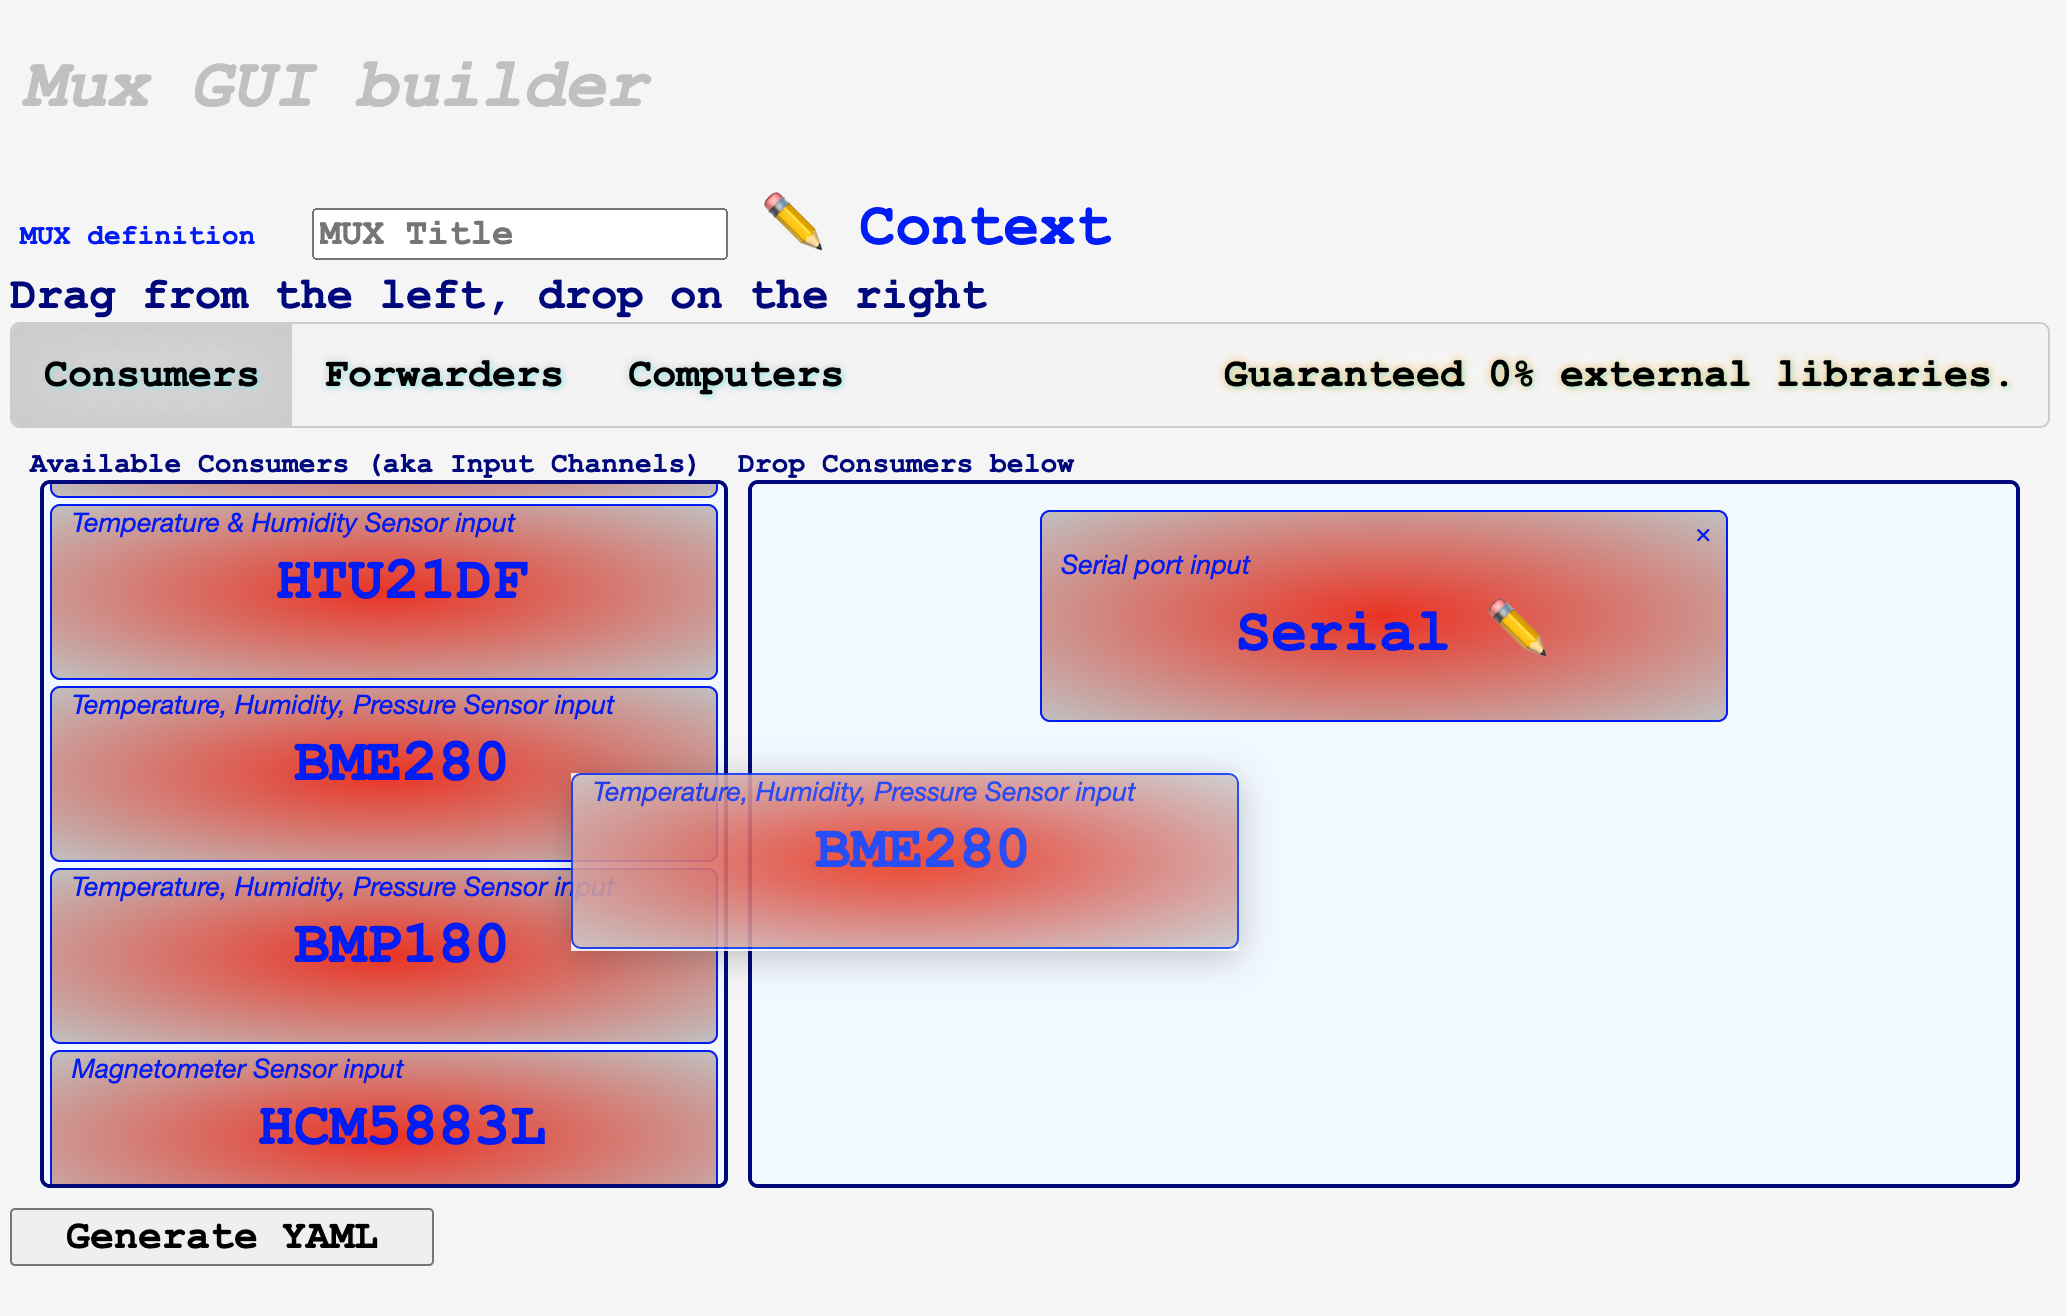 Mux GUI builder
MUX definition MUX Title ✏️ Context
Drag from the left, drop on the right
Consumers Forwarders Computers Guaranteed 0% external libraries.
Available Consumers (aka Input Channels) Drop Consumers below
Temperature & Humidity Sensor input
HTU21DF
Temperature, Humidity, Pressure Sensor input
BME280
Temperature, Humidity, Pressure Sensor input
BMP180
Magnetometer Sensor input
HCM5883L
×
Serial port input
Serial ✏️
Temperature, Humidity, Pressure Sensor input
BME280
Generate YAML